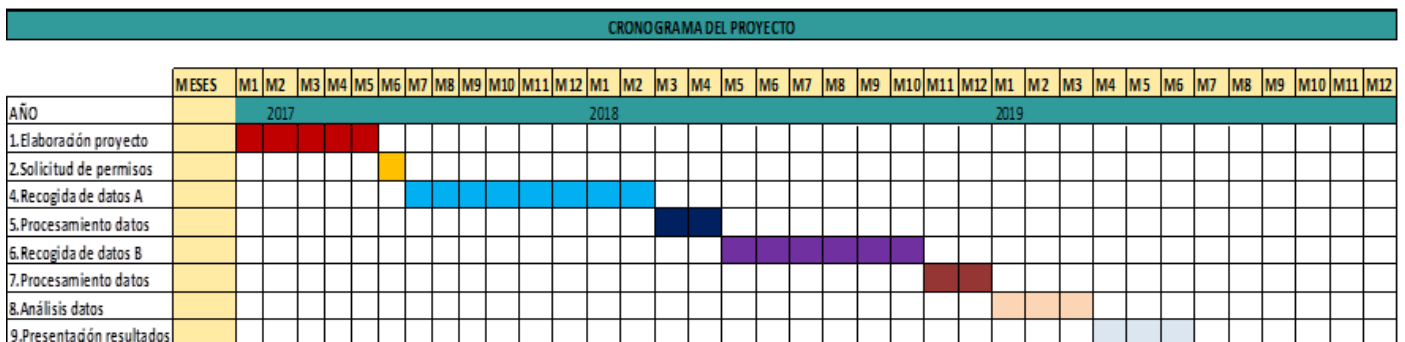 CRONOGRAMA DEL PROYECTO
MESES M1 M2 M3 M4 M5 M6 M7 M8 M9 M10 M11 M12 M1 M2 M3 M4 M5 M6 M7 M8 M9 M10 M11 M12 M1 M2 M3 M4 M5 M6 M7 M8 M9 M10 M11 M12
AÑO 2017 2018 2019
1.Elaboración proyecto
2.Solicitud de permisos
4.Recogida de datos A
5.Procesamiento datos
6.Recogida de datos B
7.Procesamiento datos
8.Análisis datos
9.Presentación resultados